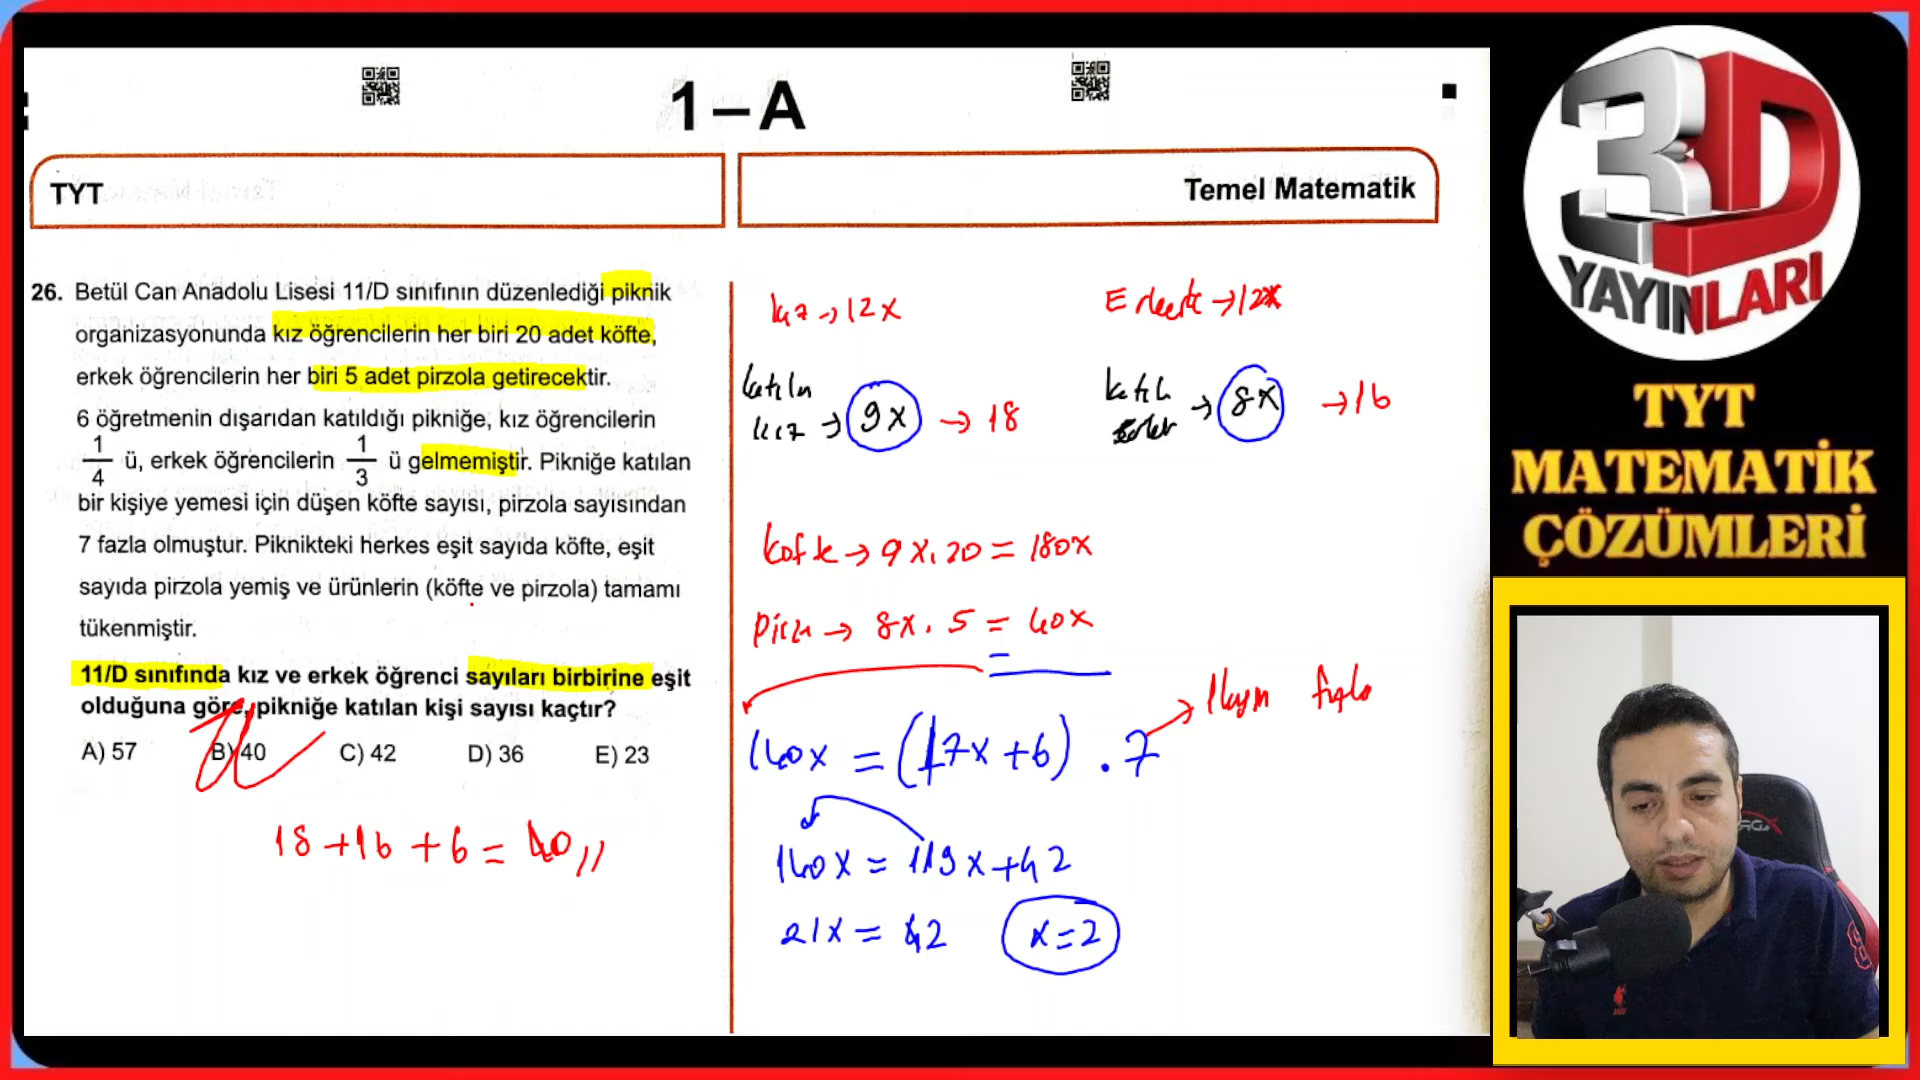 1 – A
TYT
Temel Matematik
26. Betül Can Anadolu Lisesi 11/D sınıfının düzenlediği piknik
organizasyonunda kız öğrencilerin her biri 20 adet köfte,
erkek öğrencilerin her biri 5 adet pirzola getirecektir.
6 öğretmenin dışarıdan katıldığı pikniğe, kız öğrencilerin
1/4 ü, erkek öğrencilerin 1/3 ü gelmemiştir. Pikniğe katılan
bir kişiye yemesi için düşen köfte sayısı, pirzola sayısından
7 fazla olmuştur. Piknikteki herkes eşit sayıda köfte, eşit
sayıda pirzola yemiş ve ürünlerin (köfte ve pirzola) tamamı
tükenmiştir.
11/D sınıfında kız ve erkek öğrenci sayıları birbirine eşit
olduğuna göre, pikniğe katılan kişi sayısı kaçtır?
A) 57 B) 40 C) 42 D) 36 E) 23
18 + 16 + 6 = 40 //
kız → 12x
Erkek → 12x
katılan
kız → 9x → 18
katıl
→ 8x → 16
köfte → 9x . 20 = 180x
→ 8x . 5 = 40x
140x = (17x + 6) . 7
fazla
140x = 119x + 42
21x = 42
x = 2
3D
YAYINLARI
TYT
MATEMATİK
ÇÖZÜMLERİ